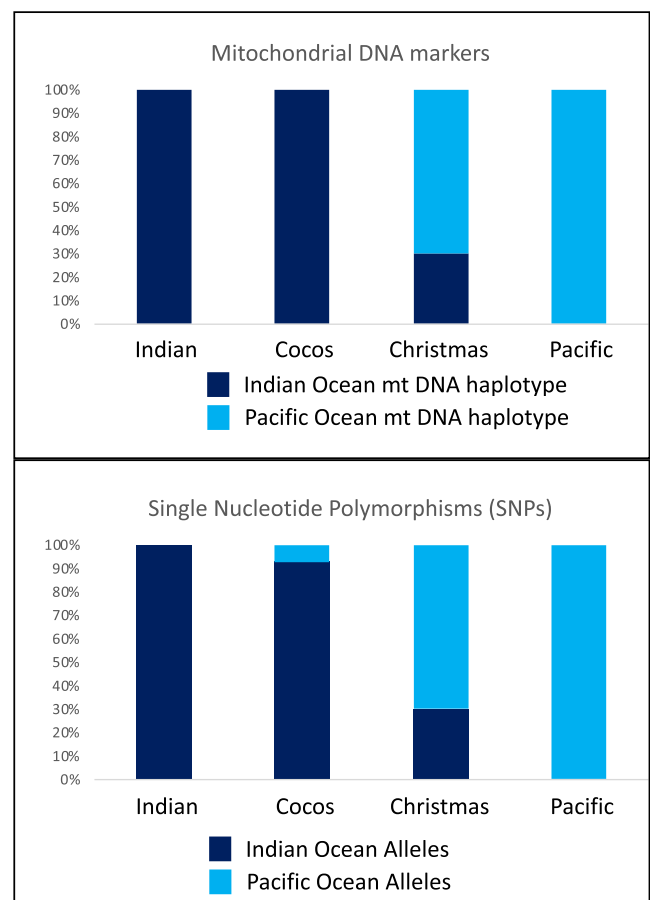 Mitochondrial DNA markers
100%
90%
80%
70%
60%
50%
40%
30%
20%
10%
0%
Indian Cocos Christmas Pacific
Indian Ocean mt DNA haplotype
Pacific Ocean mt DNA haplotype
Single Nucleotide Polymorphisms (SNPs)
100%
90%
80%
70%
60%
50%
40%
30%
20%
10%
0%
Indian Cocos Christmas Pacific
Indian Ocean Alleles
Pacific Ocean Alleles